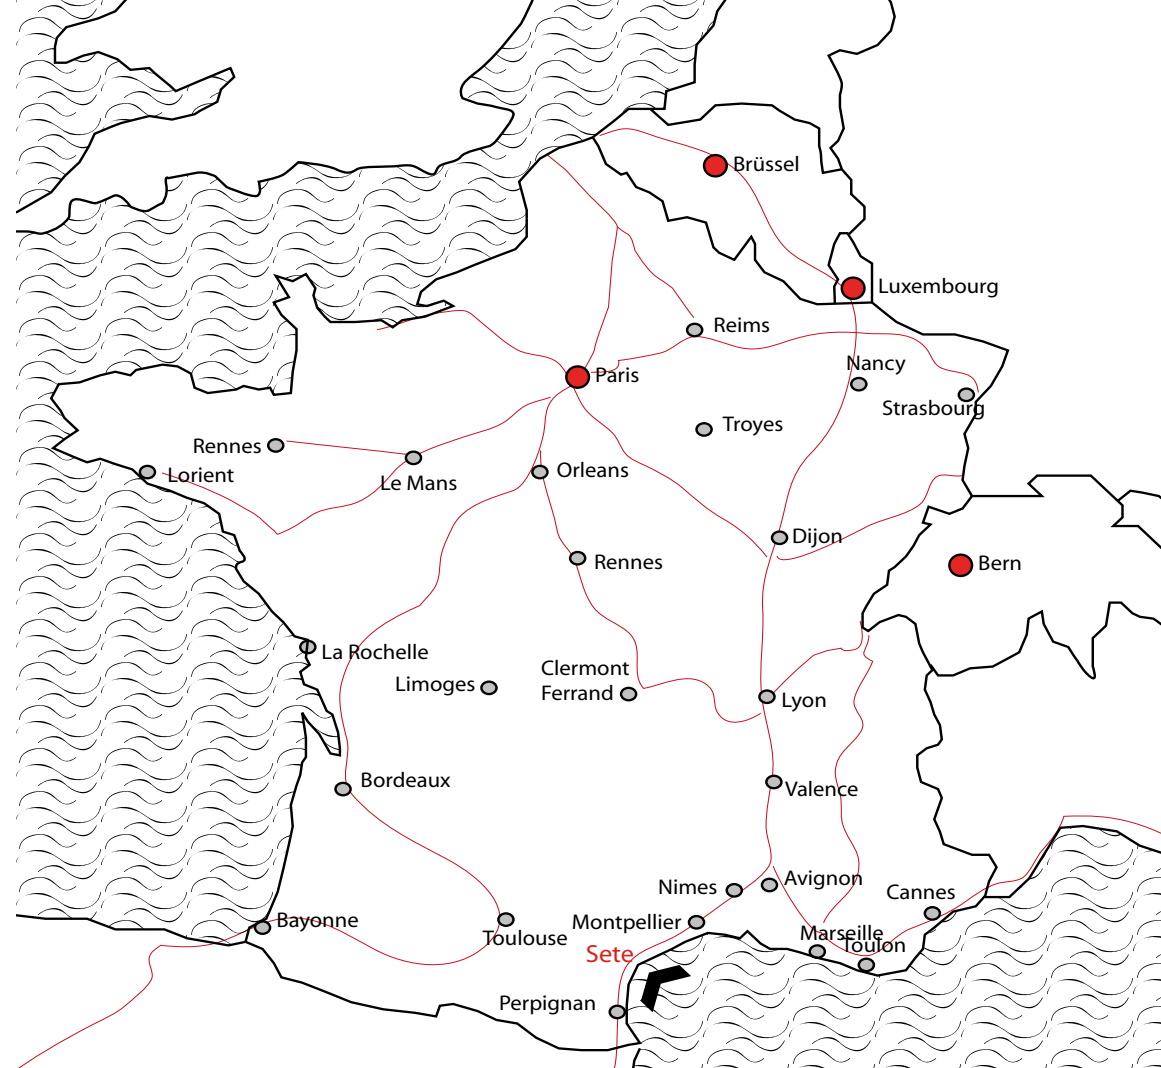 Brüssel
Luxembourg
Reims
Nancy
Paris
Strasbourg
Troyes
Rennes
Lorient
Le Mans
Orleans
Dijon
Rennes
Bern
La Rochelle
Limoges
Clermont
Ferrand
Lyon
Bordeaux
Valence
Avignon
Nimes
Cannes
Bayonne
Montpellier
Marseille
Toulouse
Toulon
Sete
Perpignan